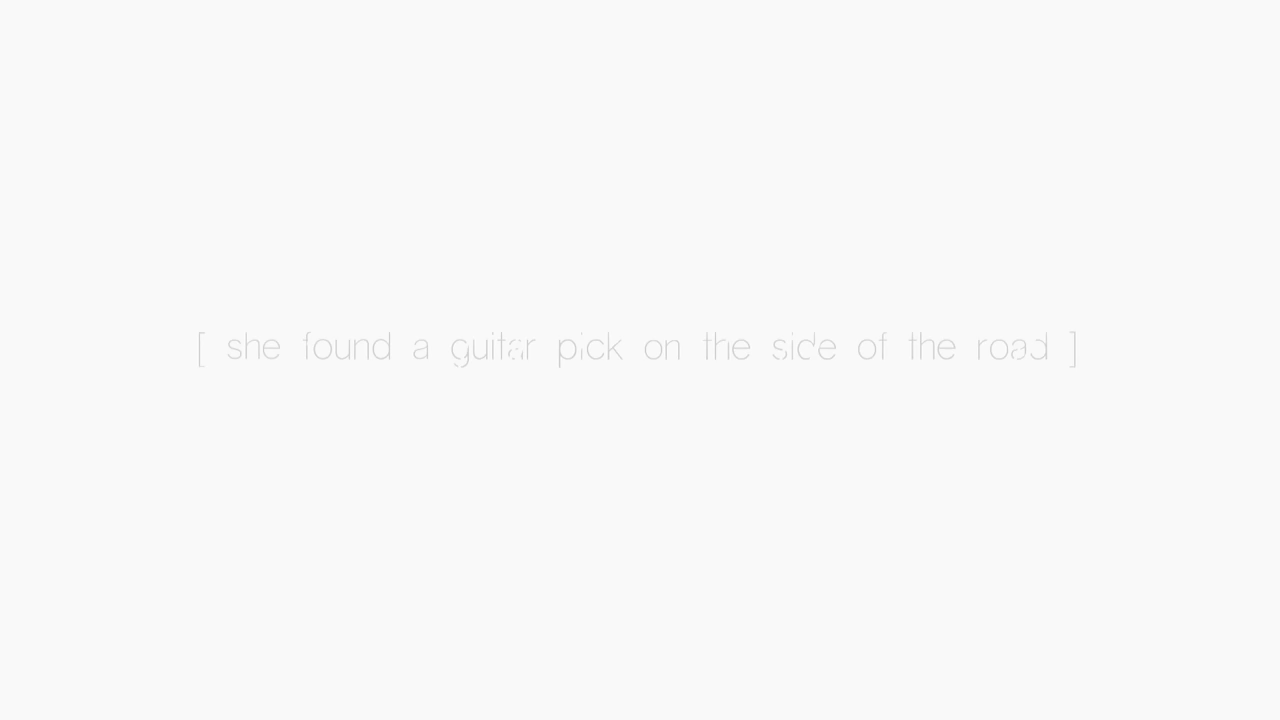 [ she found a guitar pick on the side of the road ]